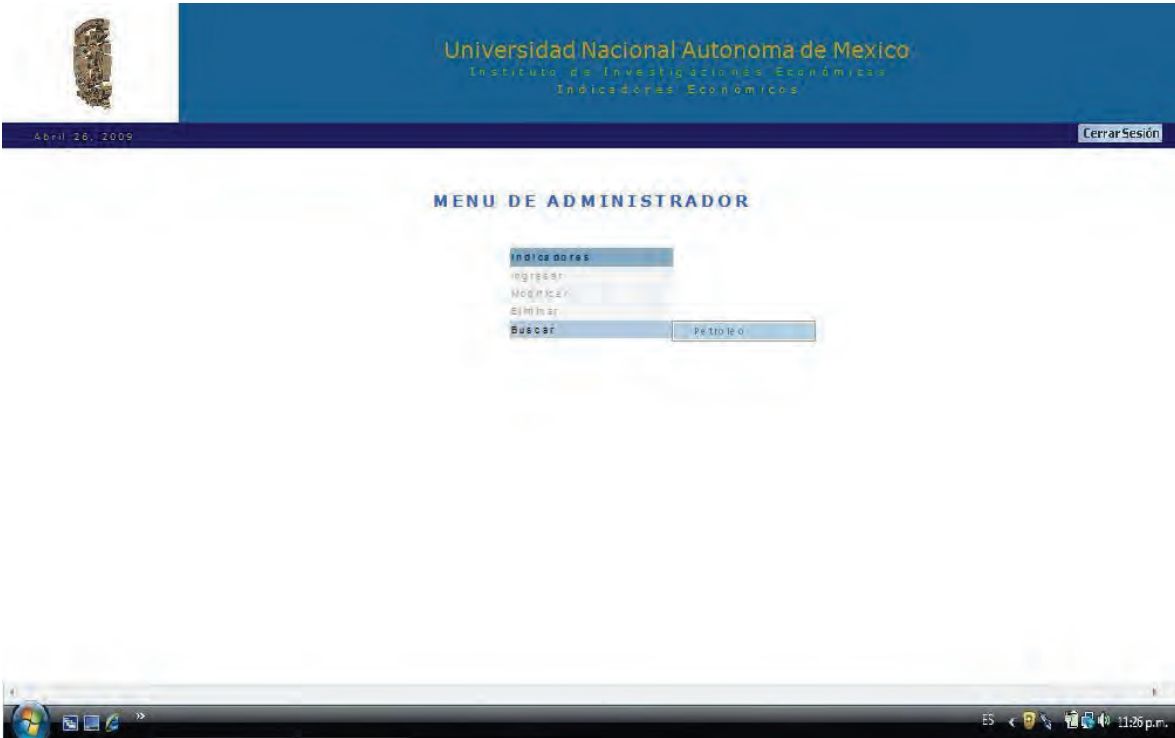 Universidad Nacional Autonoma de Mexico
Instituto de Investigaciones Económicas
Indicadores Económicos
Abril 26, 2009
Cerrar Sesión
MENU DE ADMINISTRADOR
Indicadores
Ingresar
Modificar
Eliminar
Buscar
Petroleo
ES
11:26 p.m.